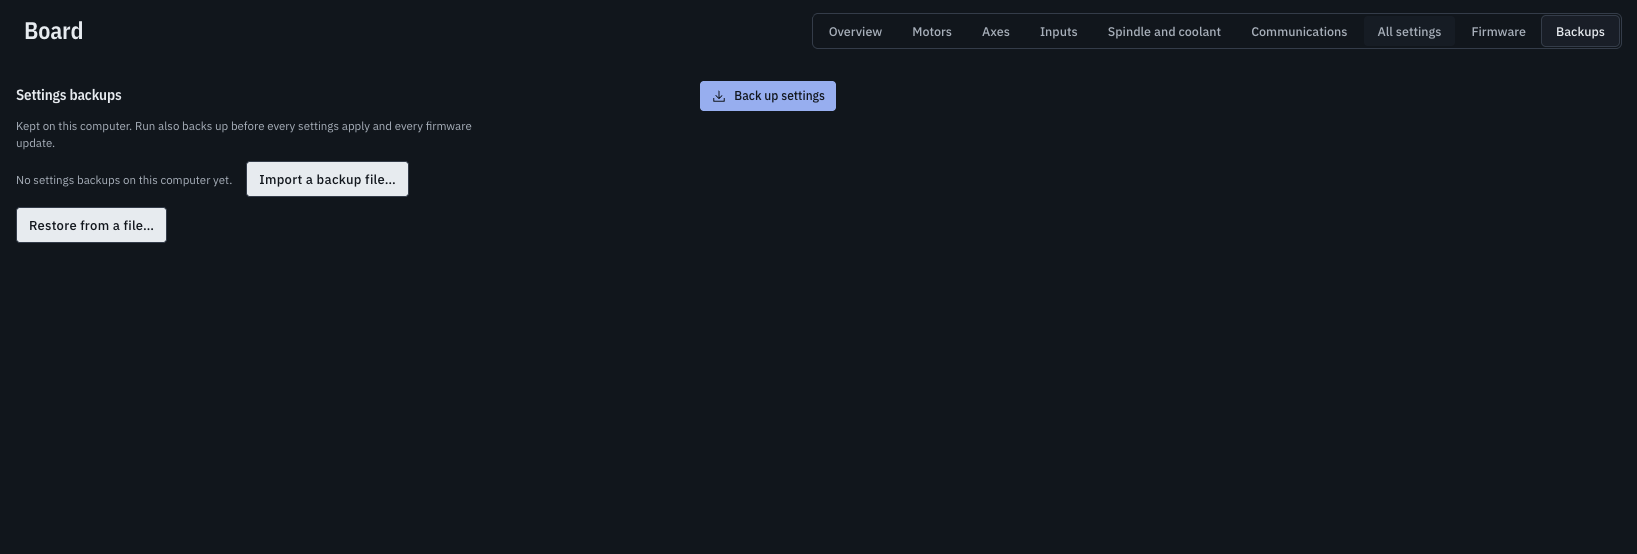 Board
Overview
Motors
Axes
Inputs
Spindle and coolant
Communications
All settings
Firmware
Backups
Settings backups
Back up settings
Kept on this computer. Run also backs up before every settings apply and every firmware
update.
No settings backups on this computer yet.
Import a backup file...
Restore from a file...